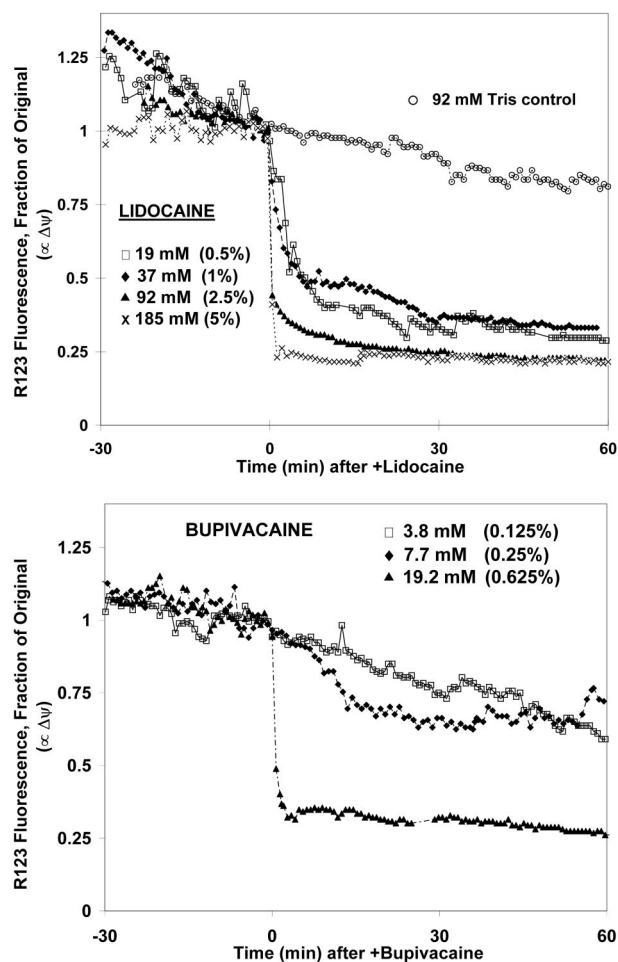 R123 Fluorescence, Fraction of Original
(∝ Δψ)
1.25
1
0.75
0.5
0.25
0
-30
0
30
60
○ 92 mM Tris control
LIDOCAINE
□ 19 mM (0.5%)
♦ 37 mM (1%)
▲ 92 mM (2.5%)
× 185 mM (5%)
Time (min) after +Lidocaine
R123 Fluorescence, Fraction of Original
(∝ Δψ)
1.25
1
0.75
0.5
0.25
0
-30
0
30
60
BUPIVACAINE
□ 3.8 mM (0.125%)
♦ 7.7 mM (0.25%)
▲ 19.2 mM (0.625%)
Time (min) after +Bupivacaine